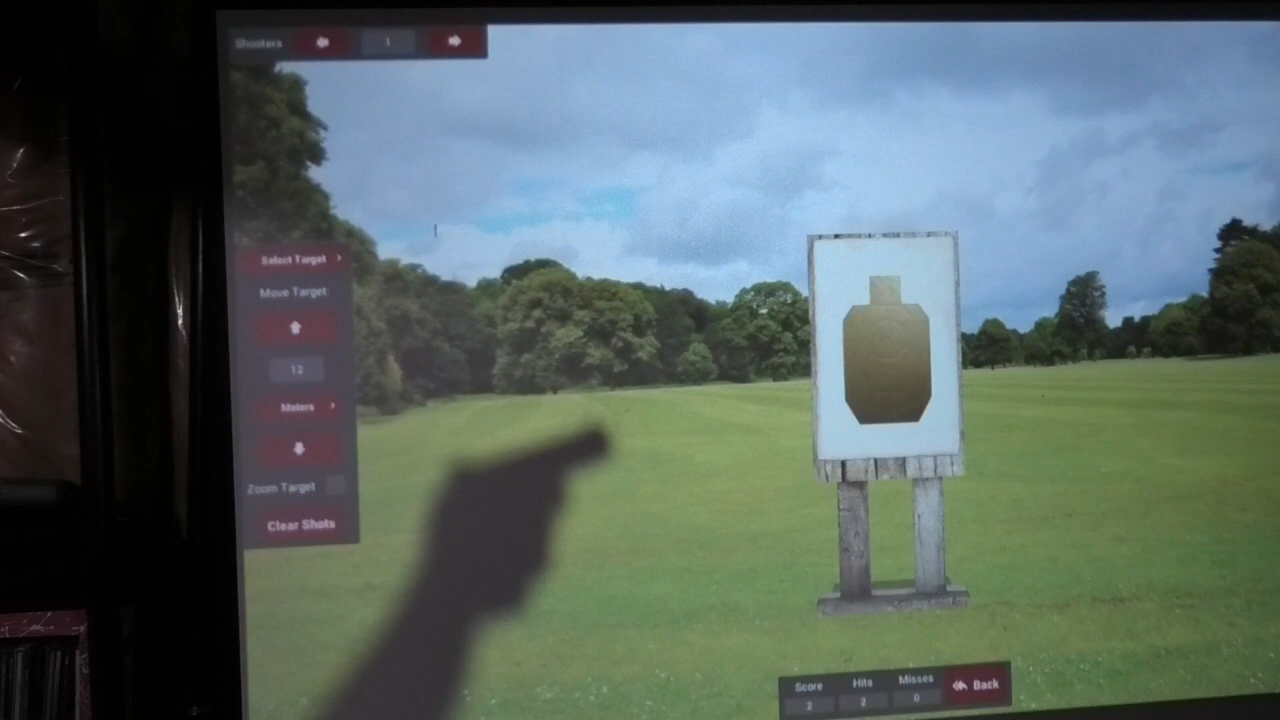 Shooters 1
Select Target
Move Target
12
Meters
Zoom Target
Clear Shots
Score Hits Misses
2 2 0
Back